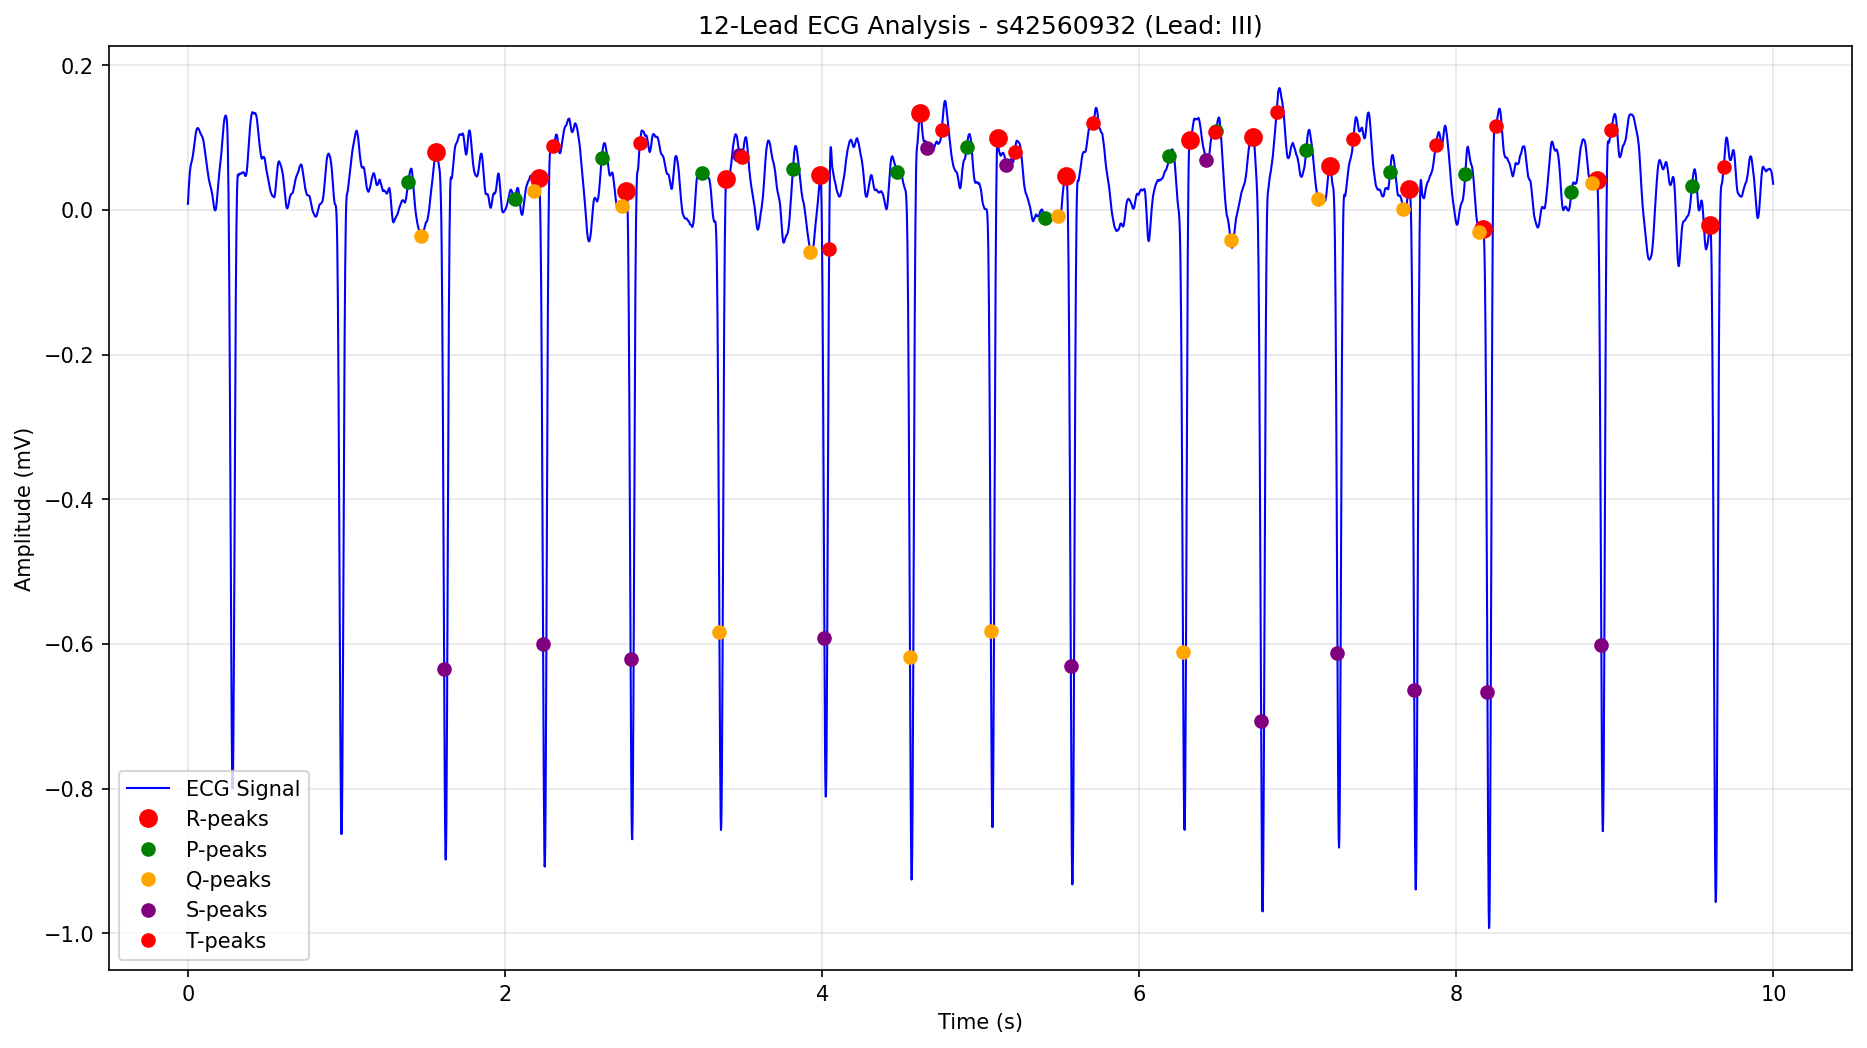 12-Lead ECG Analysis - s42560932 (Lead: III)
Amplitude (mV)
0.2
0.0
−0.2
−0.4
−0.6
−0.8
−1.0
ECG Signal
R-peaks
P-peaks
Q-peaks
S-peaks
T-peaks
0 2 4 6 8 10
Time (s)